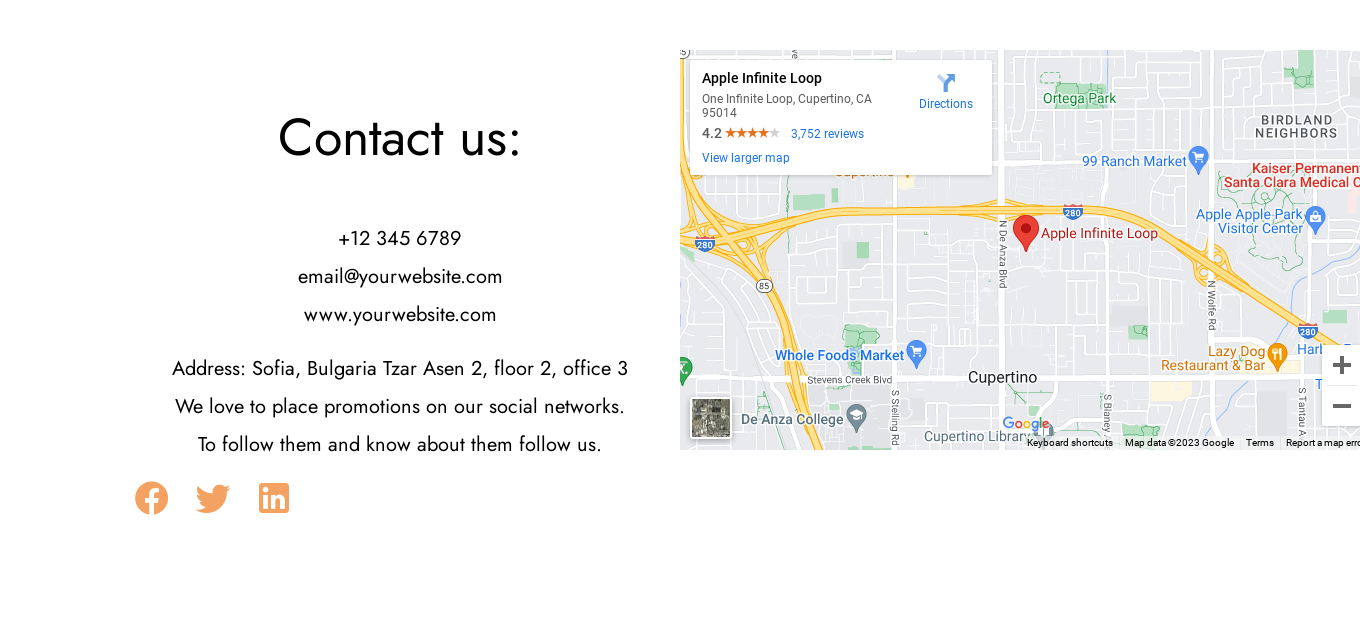 Contact us:
+12 345 6789
email@yourwebsite.com
www.yourwebsite.com
Address: Sofia, Bulgaria Tzar Asen 2, floor 2, office 3
We love to place promotions on our social networks.
To follow them and know about them follow us.
Apple Infinite Loop
One Infinite Loop, Cupertino, CA
95014
Directions
4.2
3,752 reviews
View larger map
Ortega Park
BIRDLAND
NEIGHBORS
99 Ranch Market
Kaiser Permanen
Santa Clara Medical C
280
Apple Apple Park
Visitor Center
280
Apple Infinite Loop
N De Anza Blvd
85
N Wolfe Rd
280
Whole Foods Market
Lazy Dog
Restaurant & Bar
Stevens Creek Blvd
Cupertino
S Stelling Rd
S Blaney
S Tantau A
De Anza College
Google
Cupertino Library
Keyboard shortcuts
Map data ©2023 Google
Terms
Report a map erro